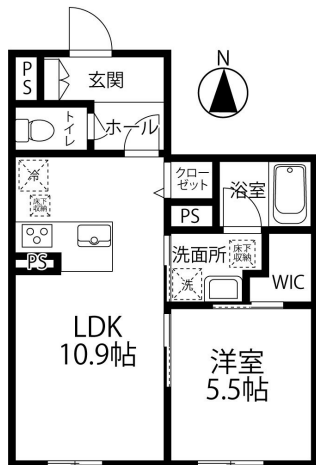 N
PS
玄関
トイレ
ホール
冷
床下
収納
クロー
ゼット
浴室
PS
洗面所
床下
収納
洗
PS
WIC
LDK
10.9帖
洋室
5.5帖